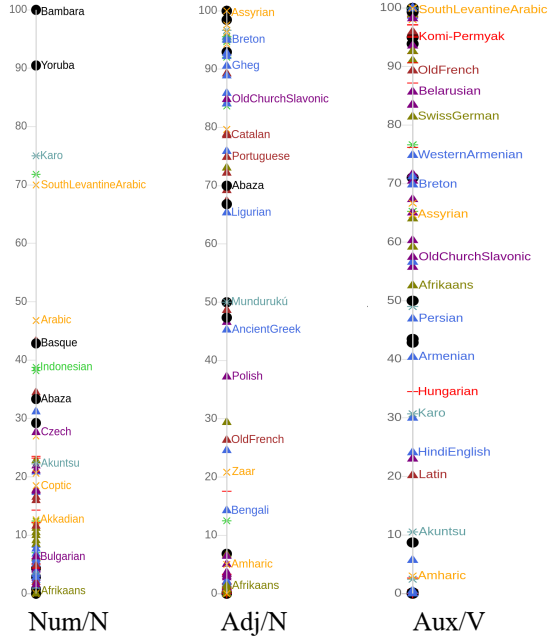 100
Bambara
90
Yoruba
80
Karo
70
SouthLevantineArabic
60
50
Arabic
Basque
40
Indonesian
Abaza
30
Czech
Akuntsu
20
Coptic
Akkadian
10
Bulgarian
0
Afrikaans
Num/N
100
Assyrian
Breton
90
Gheg
OldChurchSlavonic
80
Catalan
Portuguese
70
Abaza
Ligurian
60
50
Mundurukú
AncientGreek
40
Polish
30
OldFrench
20
Zaar
Bengali
10
Amharic
0
Afrikaans
Adj/N
100
SouthLevantineArabic
Komi-Permyak
90
OldFrench
Belarusian
80
SwissGerman
WesternArmenian
70
Breton
Assyrian
60
OldChurchSlavonic
Afrikaans
50
Persian
40
Armenian
Hungarian
30
Karo
HindiEnglish
20
Latin
10
Akuntsu
Amharic
0
Aux/V